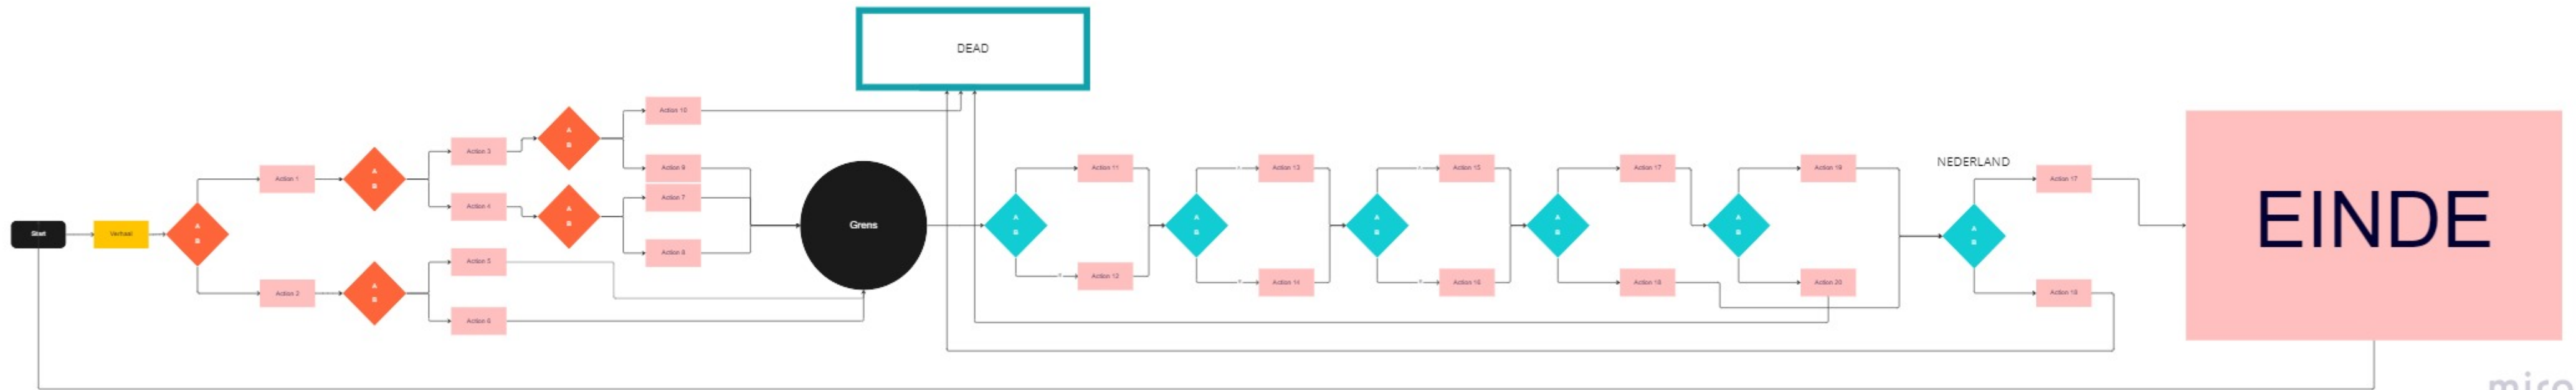 DEAD
Start
Verhaal
A
B
Action 1
Action 2
A
B
A
B
Action 3
Action 4
Action 5
Action 6
A
B
A
B
Action 10
Action 9
Action 7
Action 8
Grens
A
B
Action 11
Action 12
A
B
Action 13
Action 14
A
B
Action 15
Action 16
A
B
Action 17
Action 18
A
B
Action 19
Action 20
NEDERLAND
A
B
Action 17
Action 18
EINDE
miro